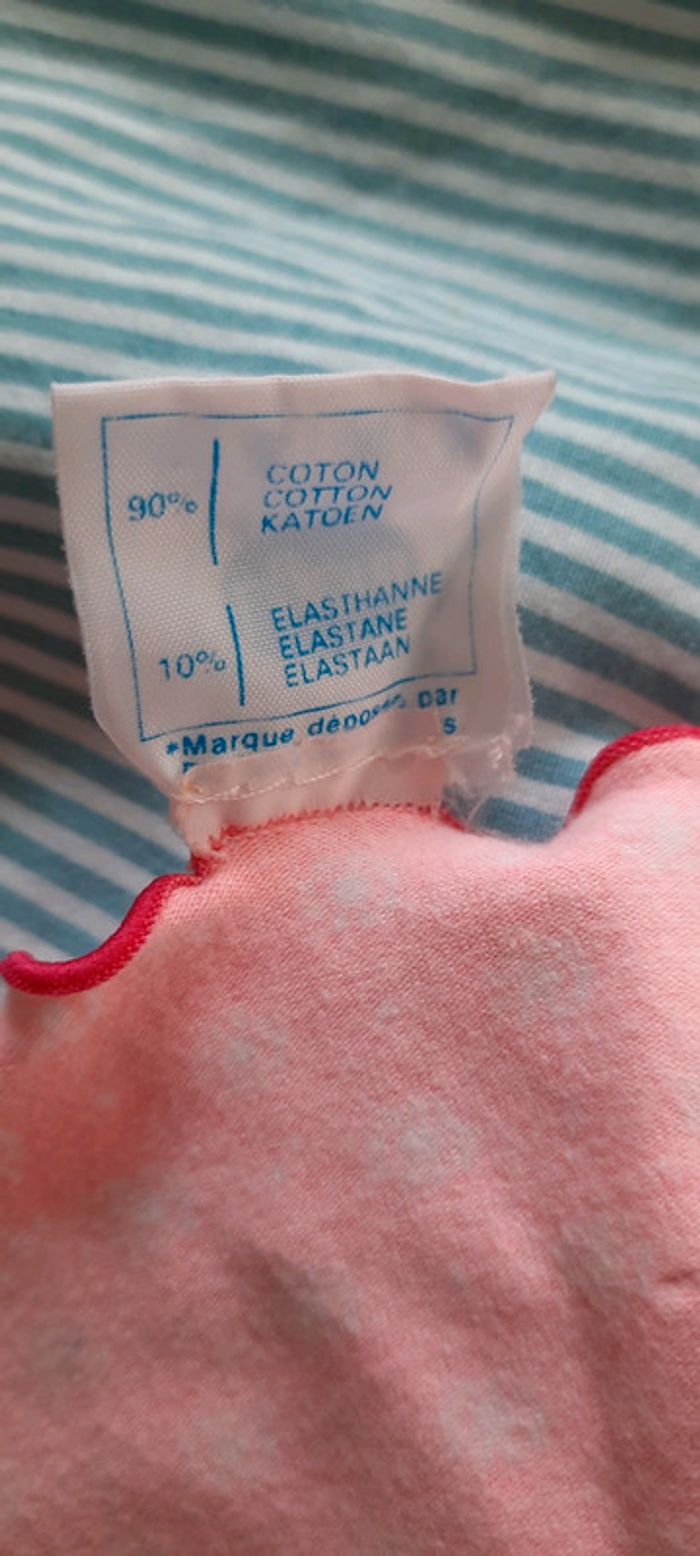 90% COTON
COTTON
KATOEN
10% ELASTHANNE
ELASTANE
ELASTAAN
*Marque déposée par